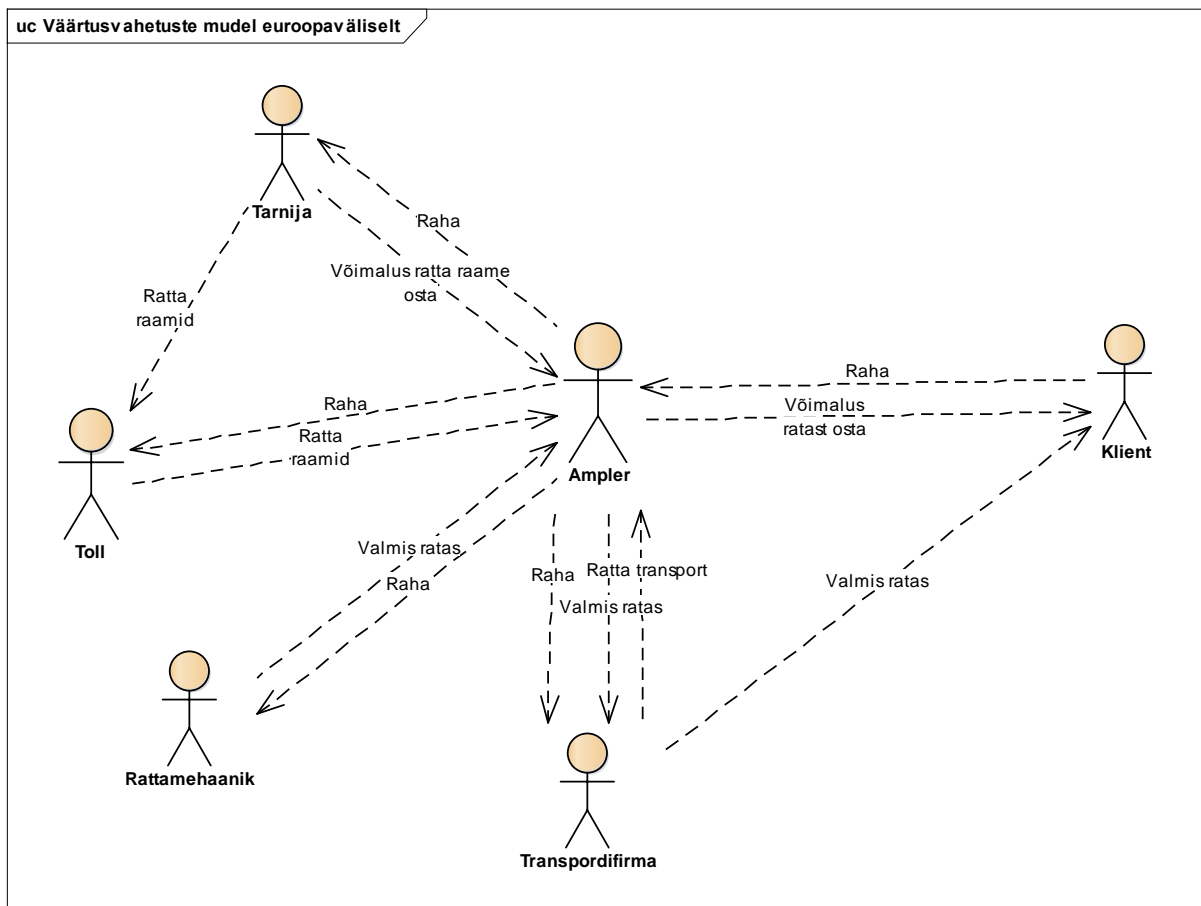 uc Väärtusvahetuste mudel euroopaväliselt
Tarnija
Raha
Võimalus ratta raame
osta
Ratta
raamid
Raha
Ratta
raamid
Toll
Ampler
Raha
Võimalus
ratast osta
Klient
Valmis ratas
Raha
Rattamehaanik
Raha
Ratta transport
Valmis ratas
Valmis ratas
Transpordifirma